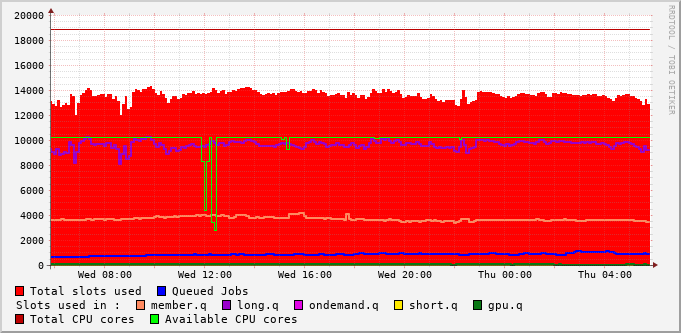 20000
18000
16000
14000
12000
10000
8000
6000
4000
2000
0
Wed 08:00 Wed 12:00 Wed 16:00 Wed 20:00 Thu 00:00 Thu 04:00
RRDTOOL / TOBI OETIKER
Total slots used Queued Jobs
Slots used in : member.q long.q ondemand.q short.q gpu.q
Total CPU cores Available CPU cores